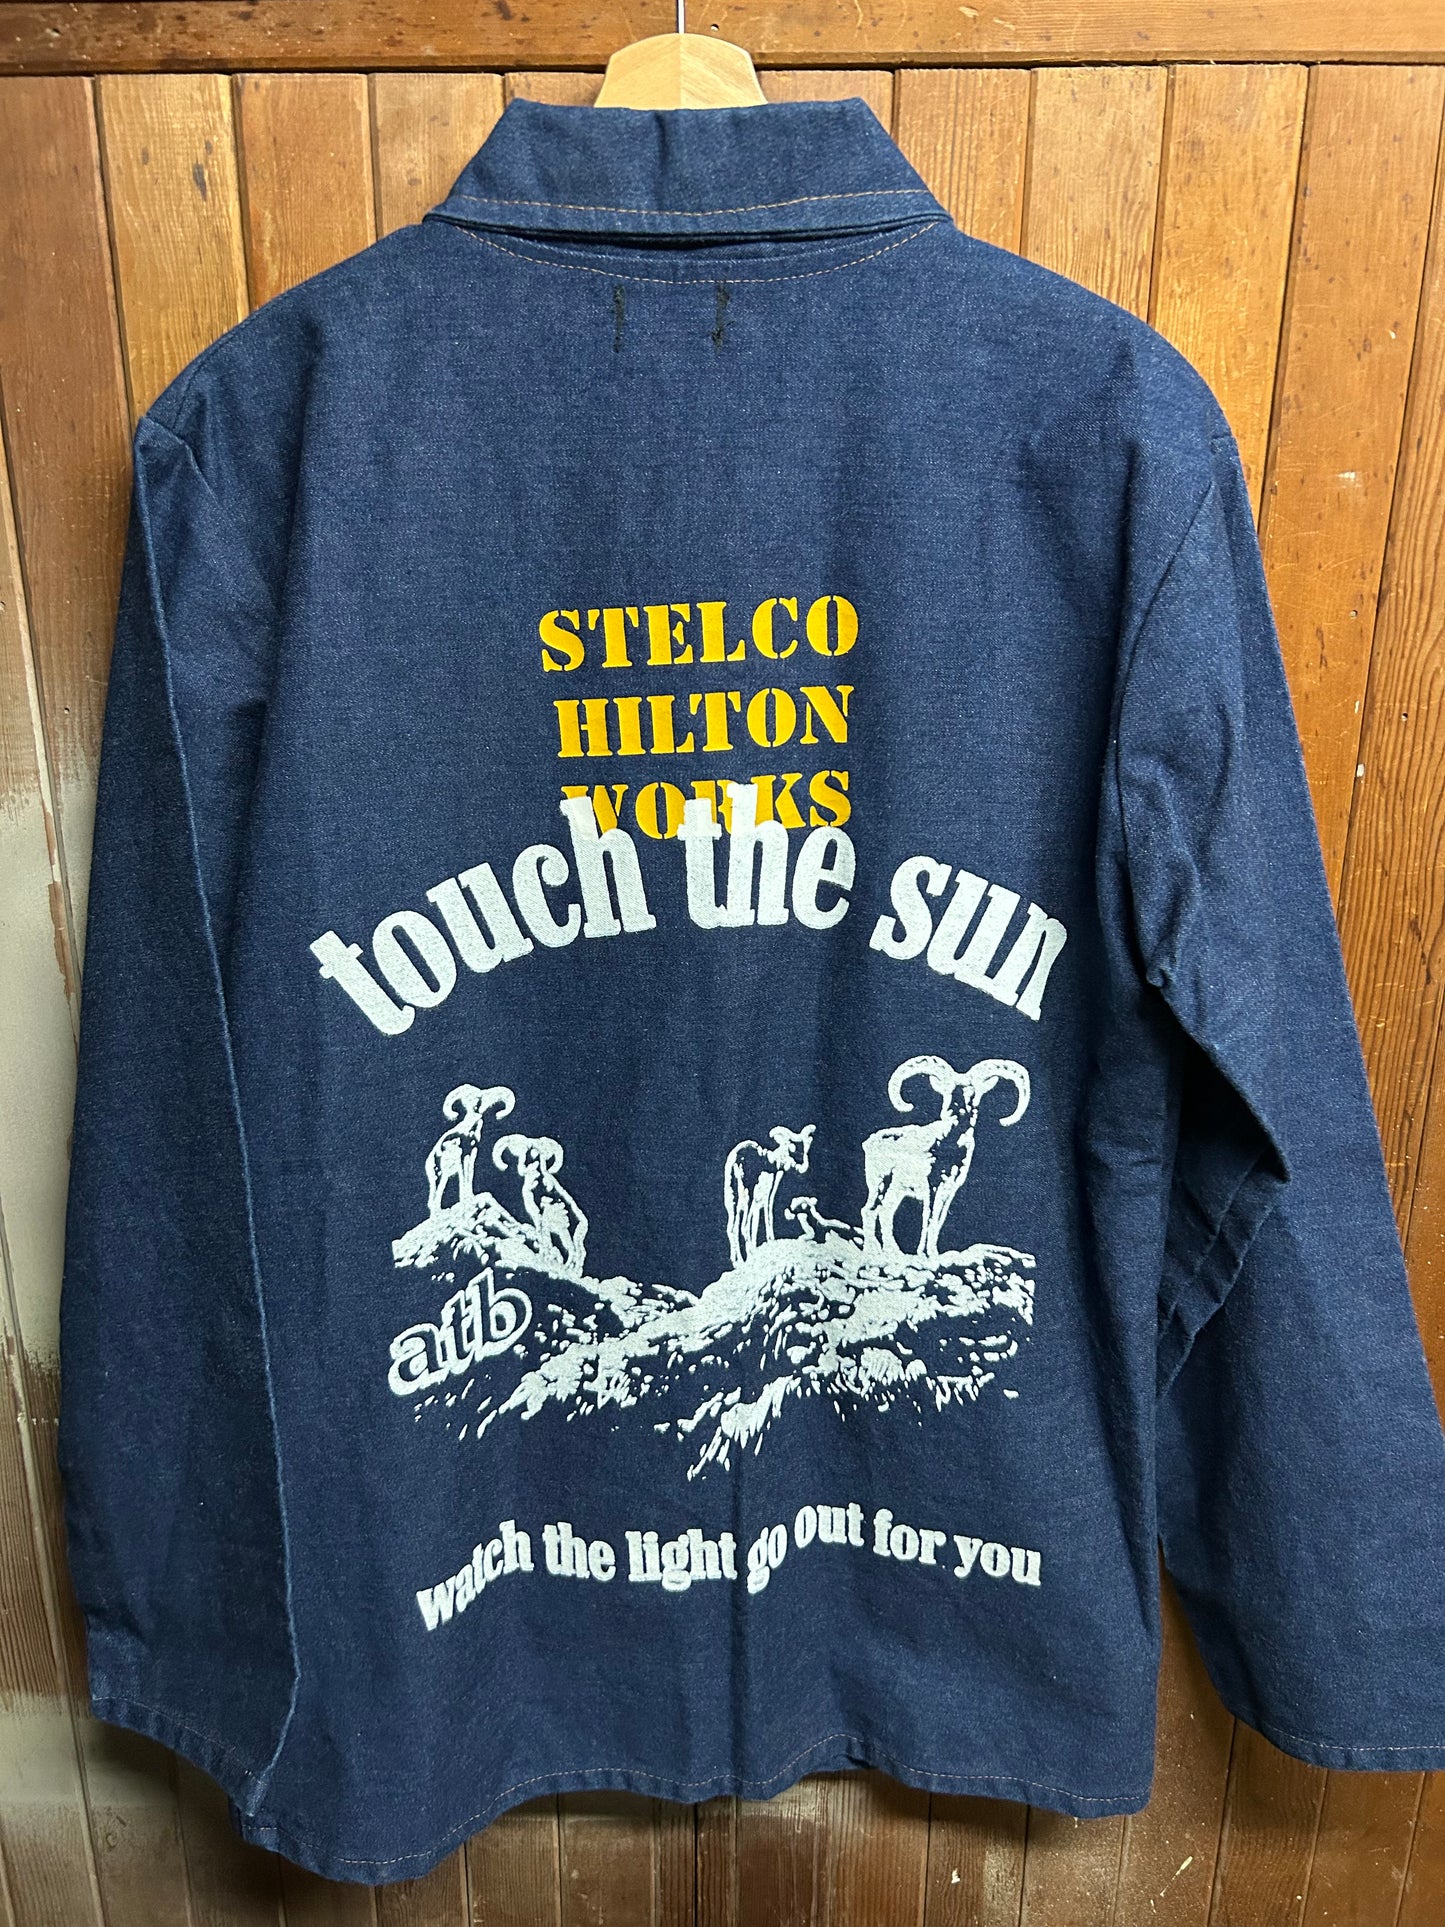 STELCO
HILTON
WORKS
touch the sun
atb
watch the light go out for you